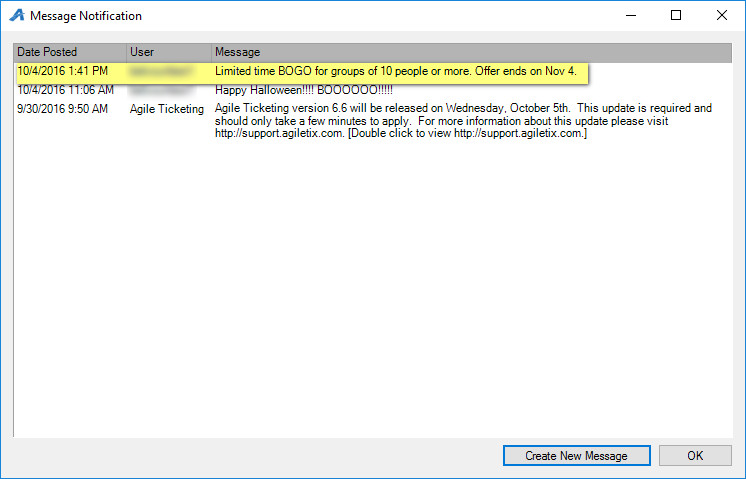 Message Notification
Date Posted User Message
10/4/2016 1:41 PM Limited time BOGO for groups of 10 people or more. Offer ends on Nov 4.
10/4/2016 11:06 AM Happy Halloween!!!! BOOOOOO!!!!!
9/30/2016 9:50 AM Agile Ticketing Agile Ticketing version 6.6 will be released on Wednesday, October 5th. This update is required and
should only take a few minutes to apply. For more information about this update please visit
http://support.agiletix.com. [Double click to view http://support.agiletix.com.]
Create New Message OK